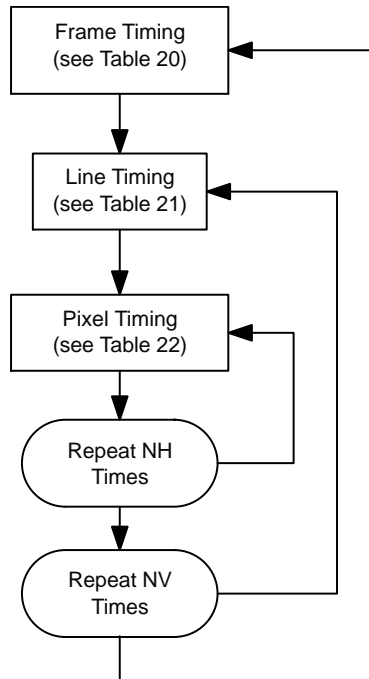 Frame Timing
(see Table 20)
Line Timing
(see Table 21)
Pixel Timing
(see Table 22)
Repeat NH
Times
Repeat NV
Times